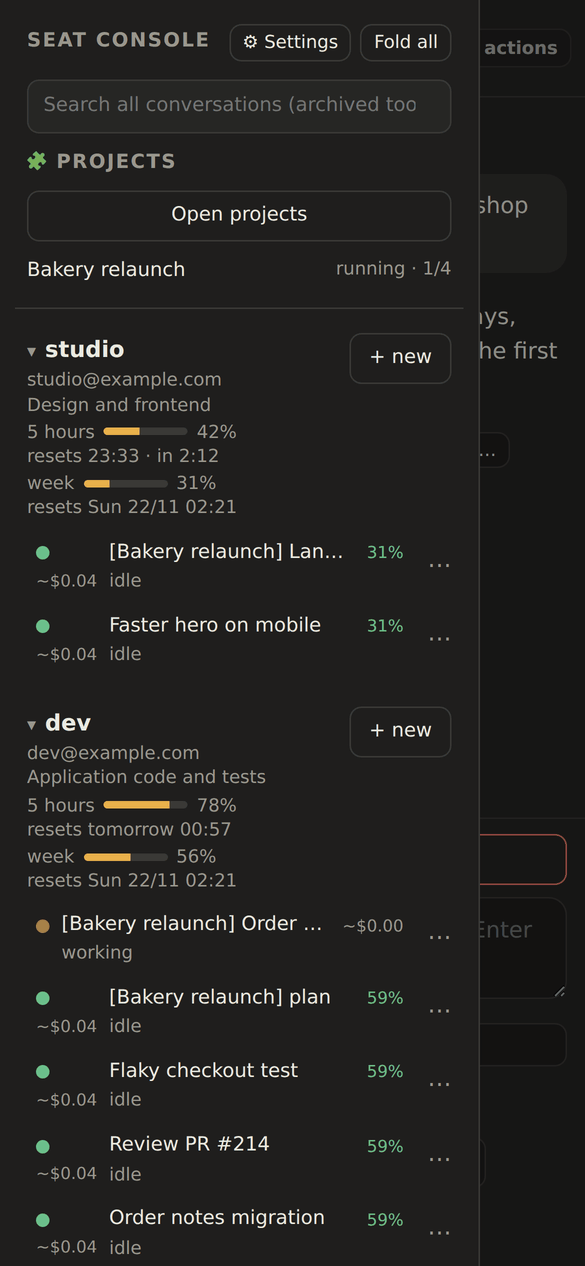 SEAT CONSOLE
⚙ Settings
Fold all
actions
Search all conversations (archived too
PROJECTS
Open projects
shop
Bakery relaunch
running · 1/4
ays,
▾ studio
+ new
he first
studio@example.com
Design and frontend
5 hours 42%
resets 23:33 · in 2:12
...
week 31%
resets Sun 22/11 02:21
[Bakery relaunch] Lan... 31%
...
~$0.04 idle
Faster hero on mobile 31%
...
~$0.04 idle
▾ dev
+ new
dev@example.com
Application code and tests
5 hours 78%
resets tomorrow 00:57
week 56%
resets Sun 22/11 02:21
[Bakery relaunch] Order ... ~$0.00
...
Enter
working
[Bakery relaunch] plan 59%
...
~$0.04 idle
Flaky checkout test 59%
...
~$0.04 idle
Review PR #214 59%
...
~$0.04 idle
Order notes migration 59%
...
~$0.04 idle